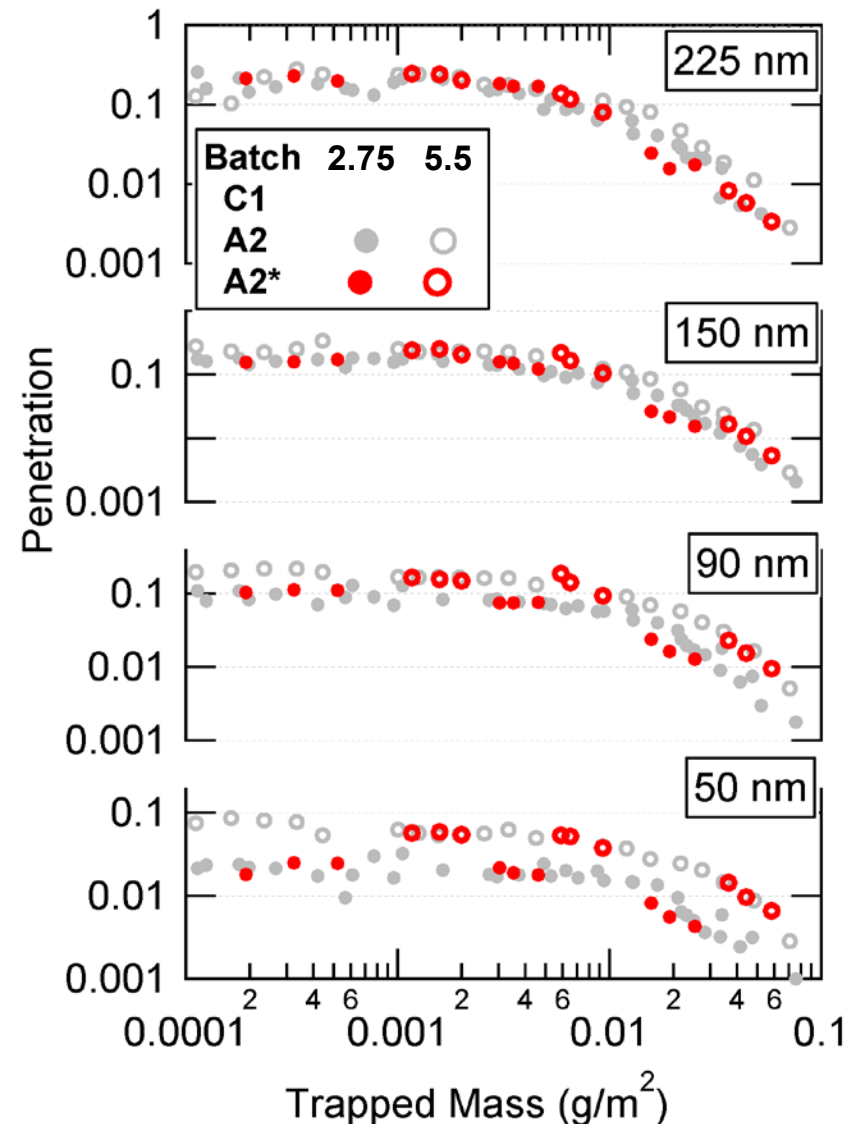 1
225 nm
0.1
0.01
0.001
Batch 2.75 5.5
C1
A2
A2*
150 nm
0.1
0.001
Penetration
90 nm
0.1
0.01
0.001
50 nm
0.1
0.01
0.001
2 4 6 2 4 6 2 4 6
0.0001 0.001 0.01 0.1
Trapped Mass (g/m²)